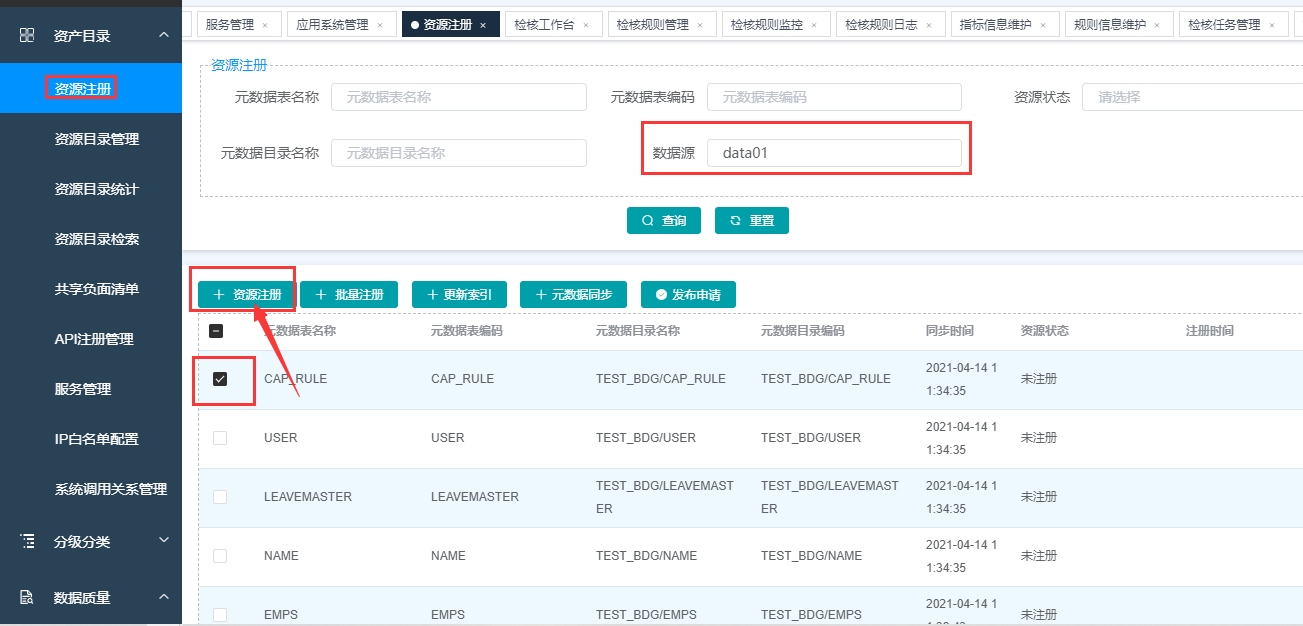 资产目录
资源注册
资源目录管理
资源目录统计
资源目录检索
共享负面清单
API注册管理
服务管理
IP白名单配置
系统调用关系管理
分级分类
数据质量
服务管理 × 应用系统管理 × 资源注册 × 检核工作台 × 检核规则管理 × 检核规则监控 × 检核规则日志 × 指标信息维护 × 规则信息维护 × 检核任务管理 ×
资源注册
元数据表名称 元数据表名称 元数据表编码 元数据表编码 资源状态 请选择
元数据目录名称 元数据目录名称 数据源 data01
查询 重置
资源注册 批量注册 更新索引 元数据同步 发布申请
元数据表名称 元数据表编码 元数据目录名称 元数据目录编码 同步时间 资源状态 注册时间
CAP_RULE CAP_RULE TEST_BDG/CAP_RULE TEST_BDG/CAP_RULE 2021-04-14 1 未注册
1:34:35
USER USER TEST_BDG/USER TEST_BDG/USER 2021-04-14 1 未注册
1:34:35
LEAVEMASTER LEAVEMASTER TEST_BDG/LEAVEMAST TEST_BDG/LEAVEMAST 2021-04-14 1 未注册
ER ER 1:34:35
NAME NAME TEST_BDG/NAME TEST_BDG/NAME 2021-04-14 1 未注册
1:34:35
EMPS EMPS TEST_BDG/EMPS TEST_BDG/EMPS 2021-04-14 1 未注册